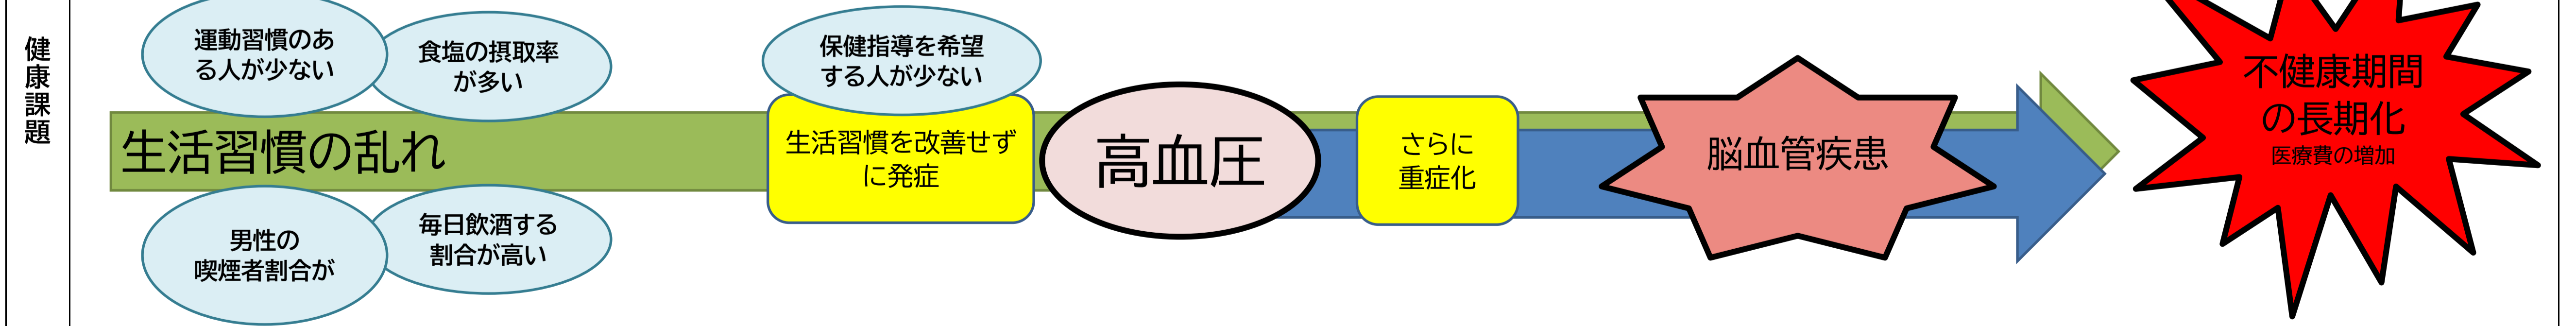 健康課題
運動習慣のあ
る人が少ない
食塩の摂取率
が多い
保健指導を希望
する人が少ない
生活習慣の乱れ
生活習慣を改善せず
に発症
高血圧
さらに
重症化
脳血管疾患
不健康期間
の長期化
医療費の増加
男性の
喫煙者割合が
毎日飲酒する
割合が高い